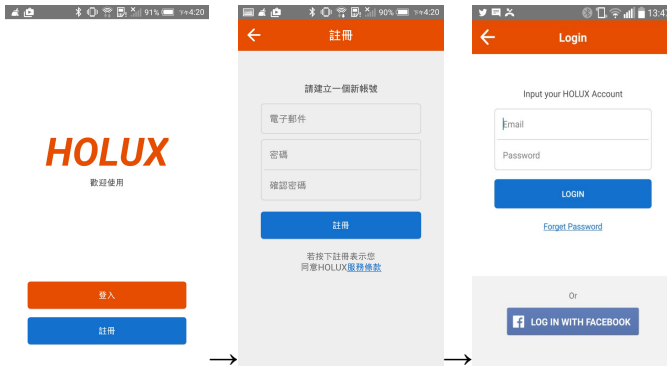 91% 下午4:20
HOLUX
歡迎使用
登入
註冊
→
90% 下午4:20
註冊
請建立一個新帳號
電子郵件
密碼
確認密碼
註冊
若按下註冊表示您
同意HOLUX服務條款
→
Login
Input your HOLUX Account
Email
Password
LOGIN
Forget Password
Or
LOG IN WITH FACEBOOK